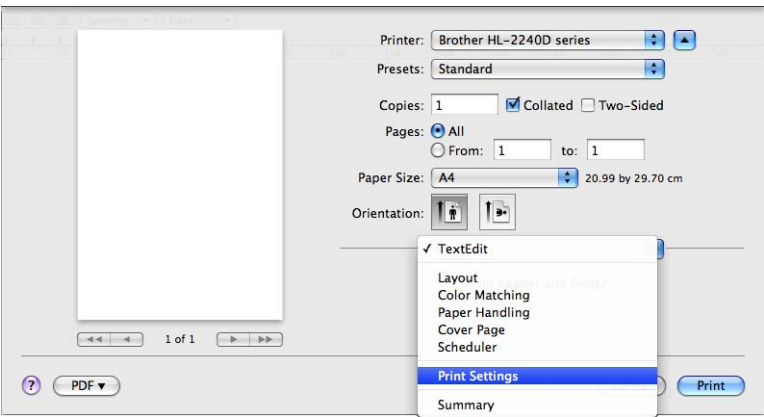 Printer: Brother HL-2240D series
Presets: Standard
Copies: 1 Collated Two-Sided
Pages: All
From: 1 to: 1
Paper Size: A4 20.99 by 29.70 cm
Orientation:
✓ TextEdit
Layout
Color Matching
Paper Handling
Cover Page
Scheduler
Print Settings
Summary
1 of 1
? PDF ▼ Print